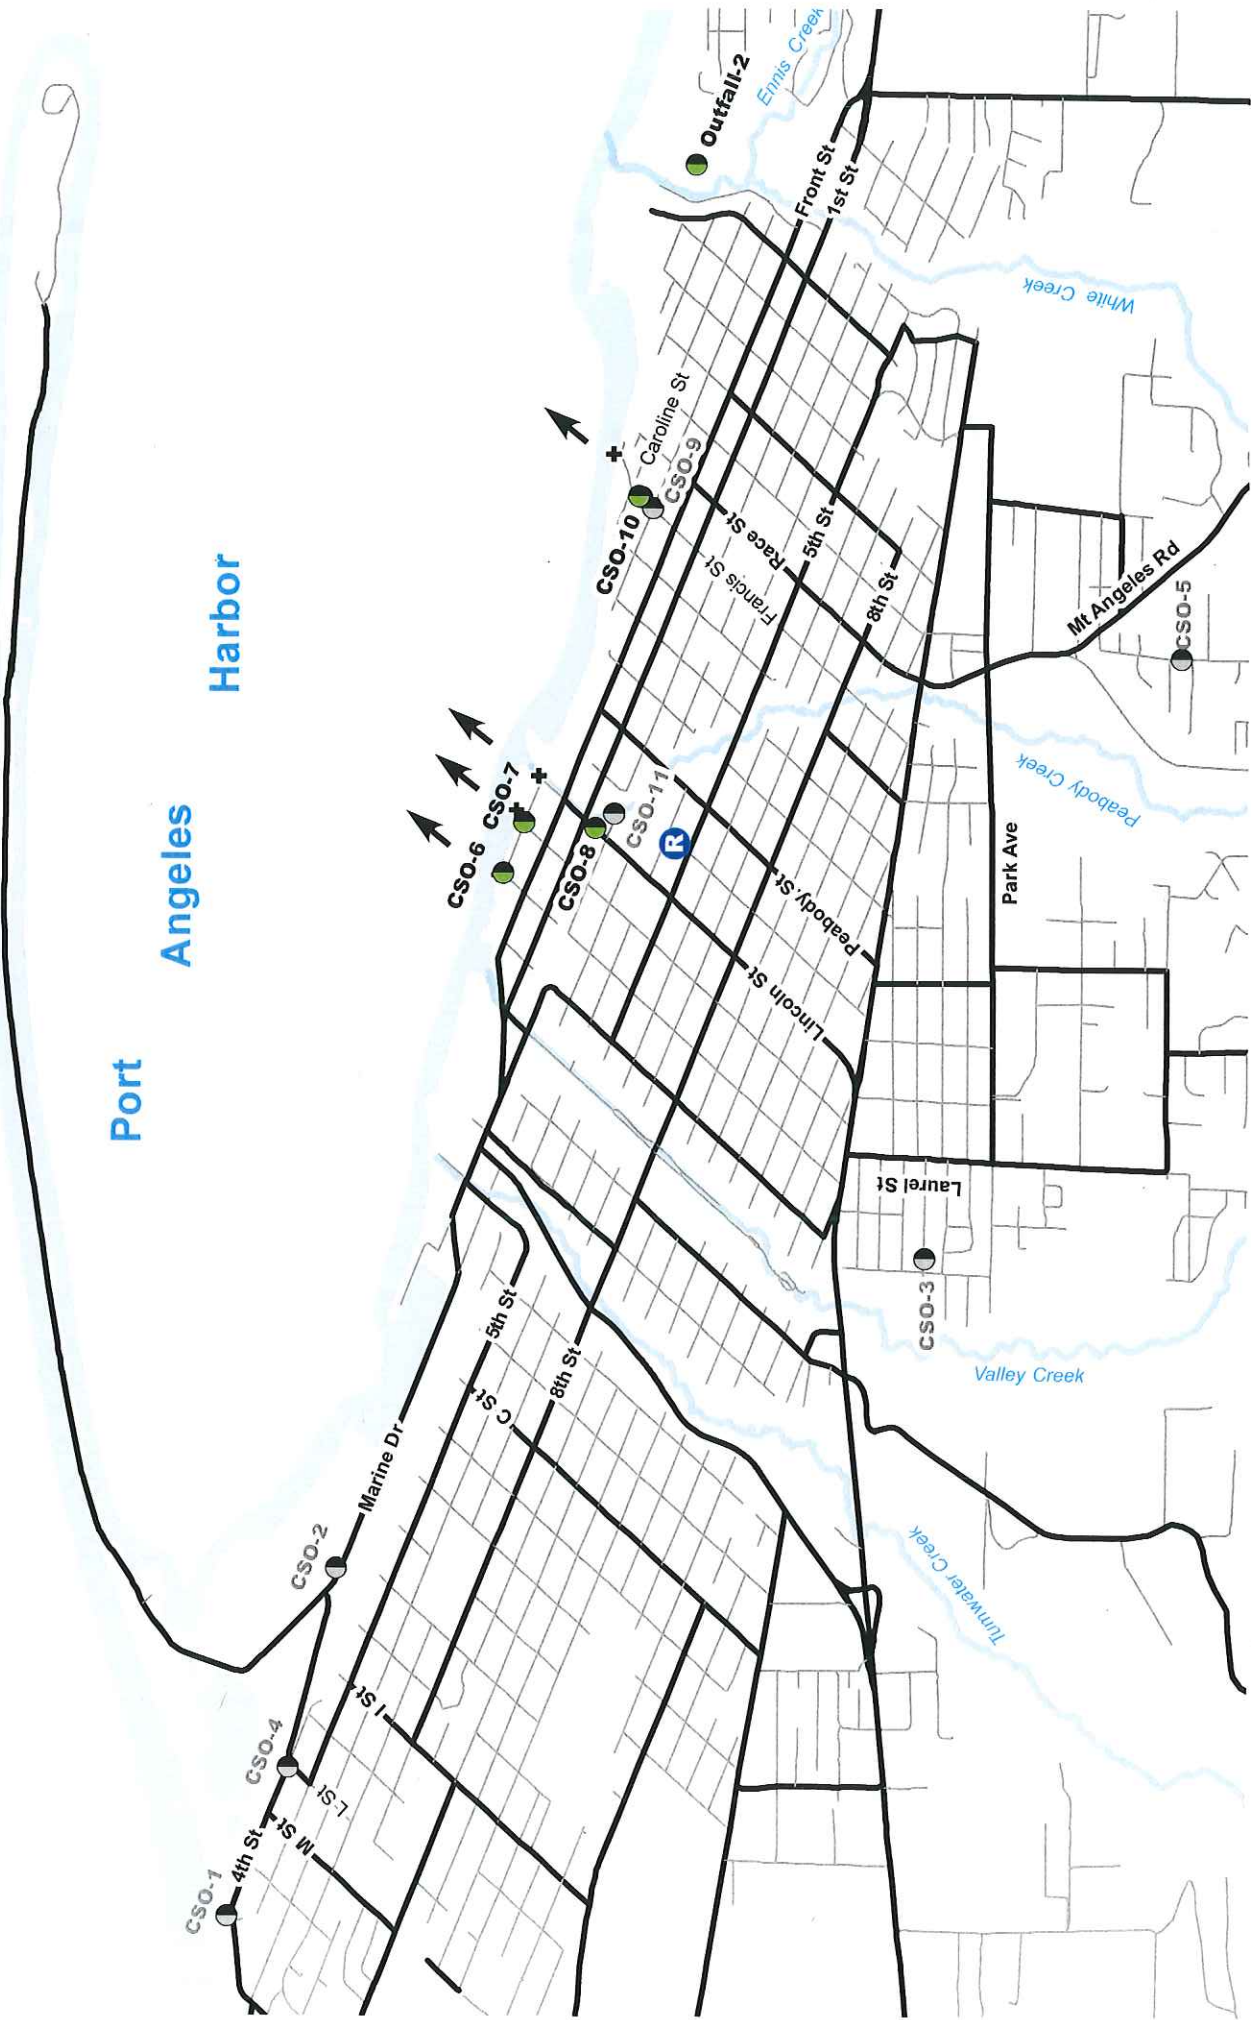 Port
Angeles
Harbor
Ennis Creek
Outfall-2
Front St
1st St
White Creek
Caroline St
CSO-9
CSO-10
Race St
Francis St
5th St
8th St
Mt Angeles Rd
CSO-5
CSO-7
CSO-6
CSO-8
CSO-11
R
Peabody St
Peabody Creek
Park Ave
Lincoln St
Laurel St
CSO-3
Valley Creek
5th St
8th St
C St
Marine Dr
CSO-2
Tumwater Creek
I St
CSO-4
L St
M St
4th St
CSO-1